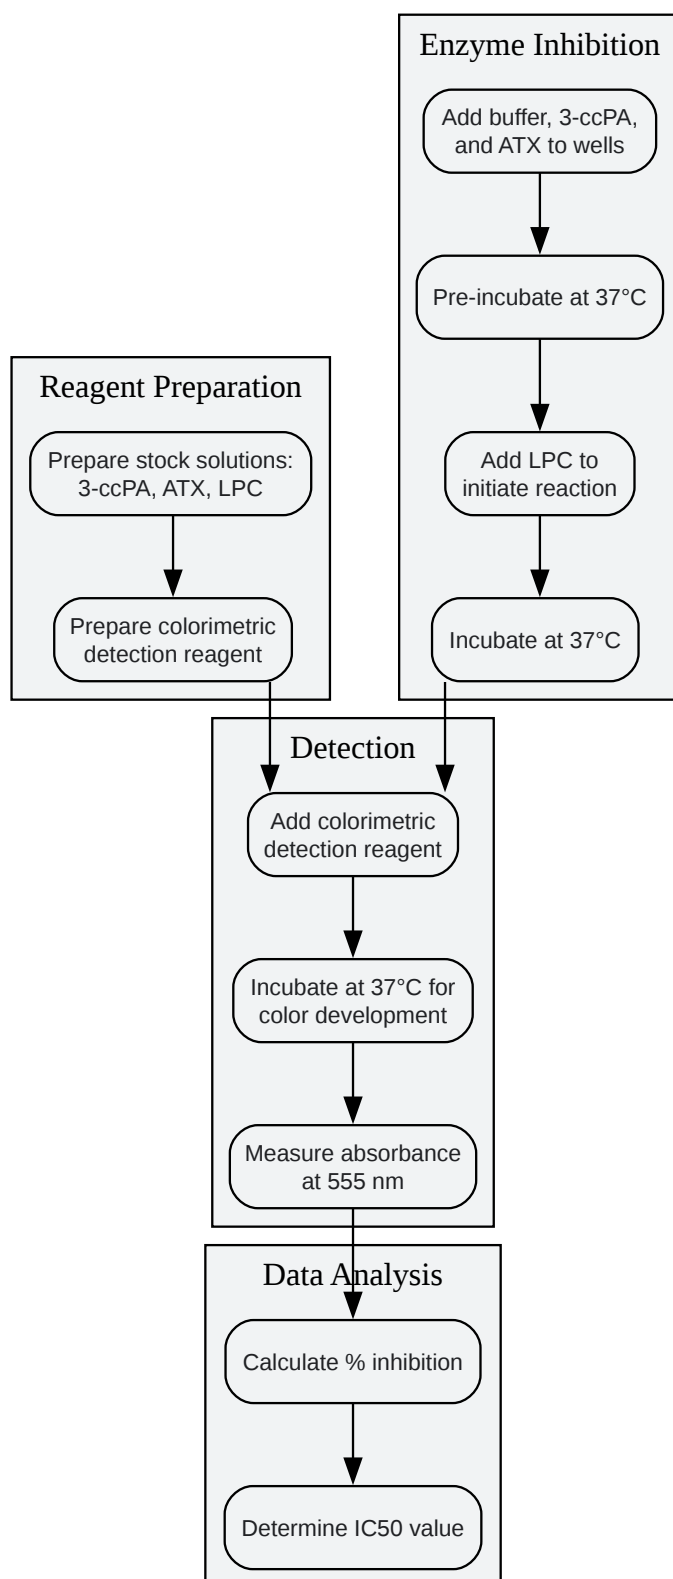 Enzyme Inhibition
Add buffer, 3-ccPA,
and ATX to wells
Pre-incubate at 37°C
Add LPC to
initiate reaction
Incubate at 37°C
Reagent Preparation
Prepare stock solutions:
3-ccPA, ATX, LPC
Prepare colorimetric
detection reagent
Detection
Add colorimetric
detection reagent
Incubate at 37°C for
color development
Measure absorbance
at 555 nm
Data Analysis
Calculate % inhibition
Determine IC50 value